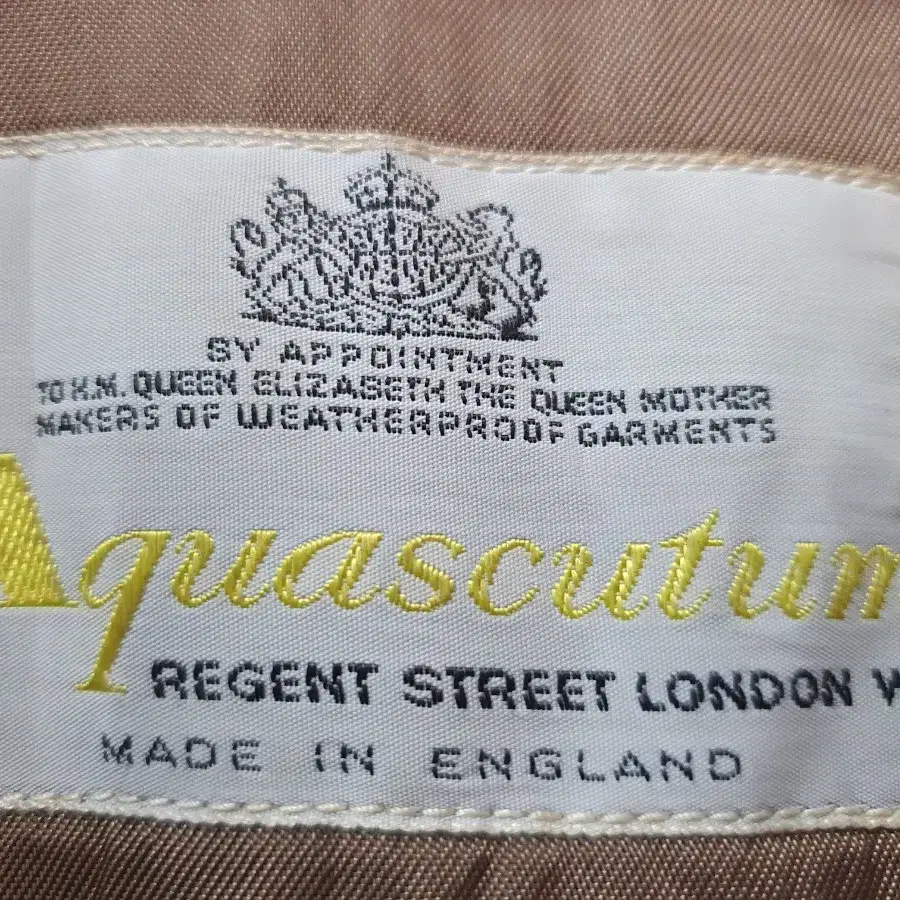 BY APPOINTMENT
TO H.M. QUEEN ELIZABETH THE QUEEN MOTHER
MAKERS OF WEATHERPROOF GARMENTS
Aquascutum
REGENT STREET LONDON W
MADE IN ENGLAND